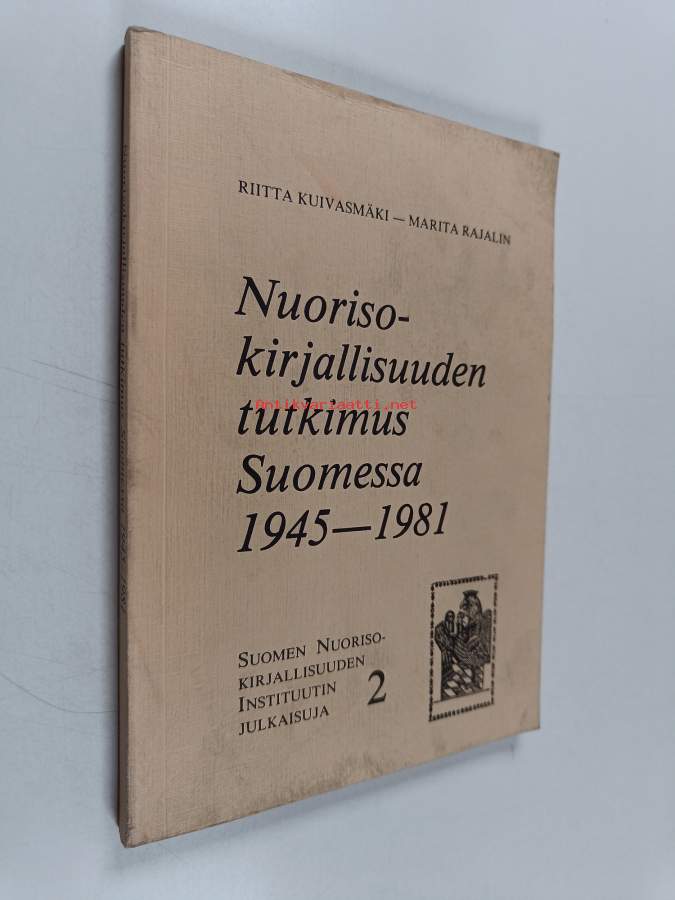 RIITTA KUIVASMÄKI — MARITA RAJALIN
Nuoriso-
kirjallisuuden
Antikvariaatti.net
tutkimus
Suomessa
1945—1981
SUOMEN NUORISO-
KIRJALLISUUDEN
INSTITUUTIN
JULKAISUJA
2